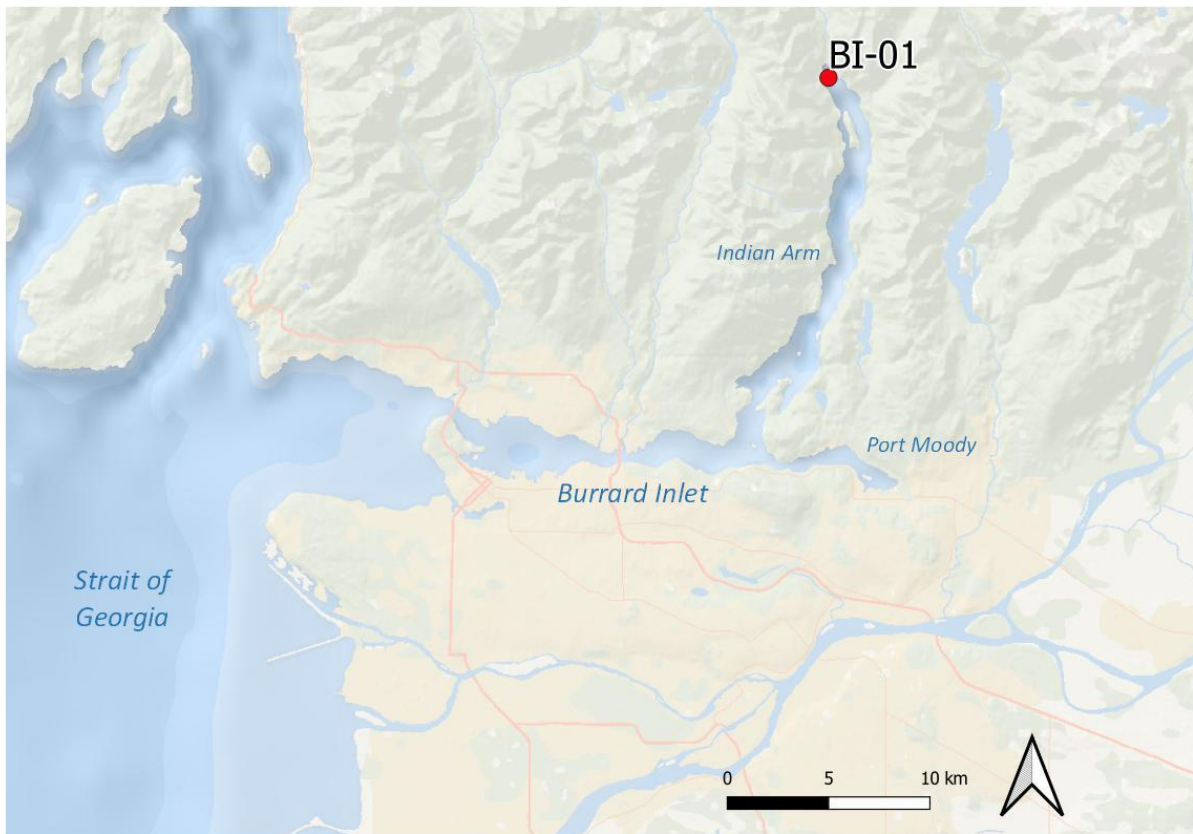 BI-01
Indian Arm
Port Moody
Burrard Inlet
Strait of
Georgia
0 5 10 km